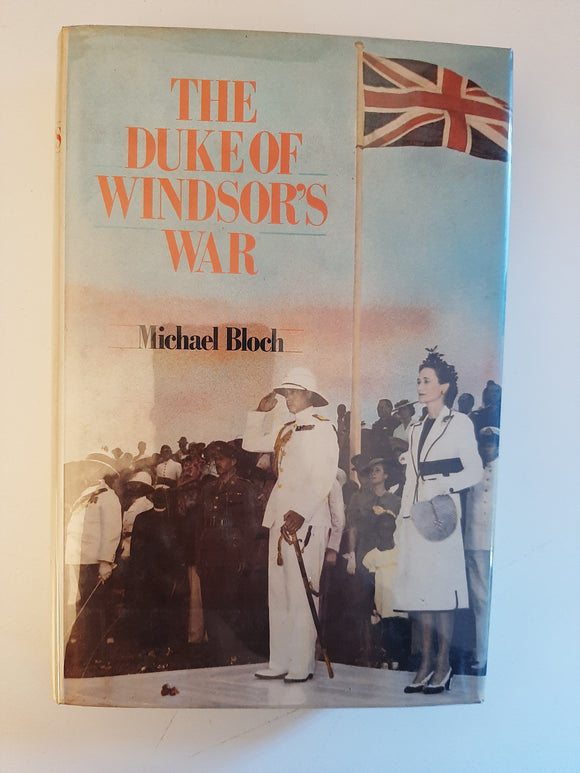 THE
DUKE OF
WINDSOR'S
WAR
Michael Bloch